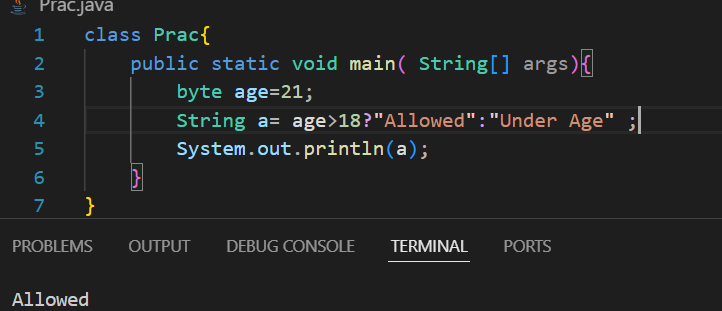 Prac.java
1 class Prac{
2     public static void main( String[] args){
3         byte age=21;
4         String a= age>18?"Allowed":"Under Age" ;
5         System.out.println(a);
6     }
7 }
PROBLEMS OUTPUT DEBUG CONSOLE TERMINAL PORTS
Allowed